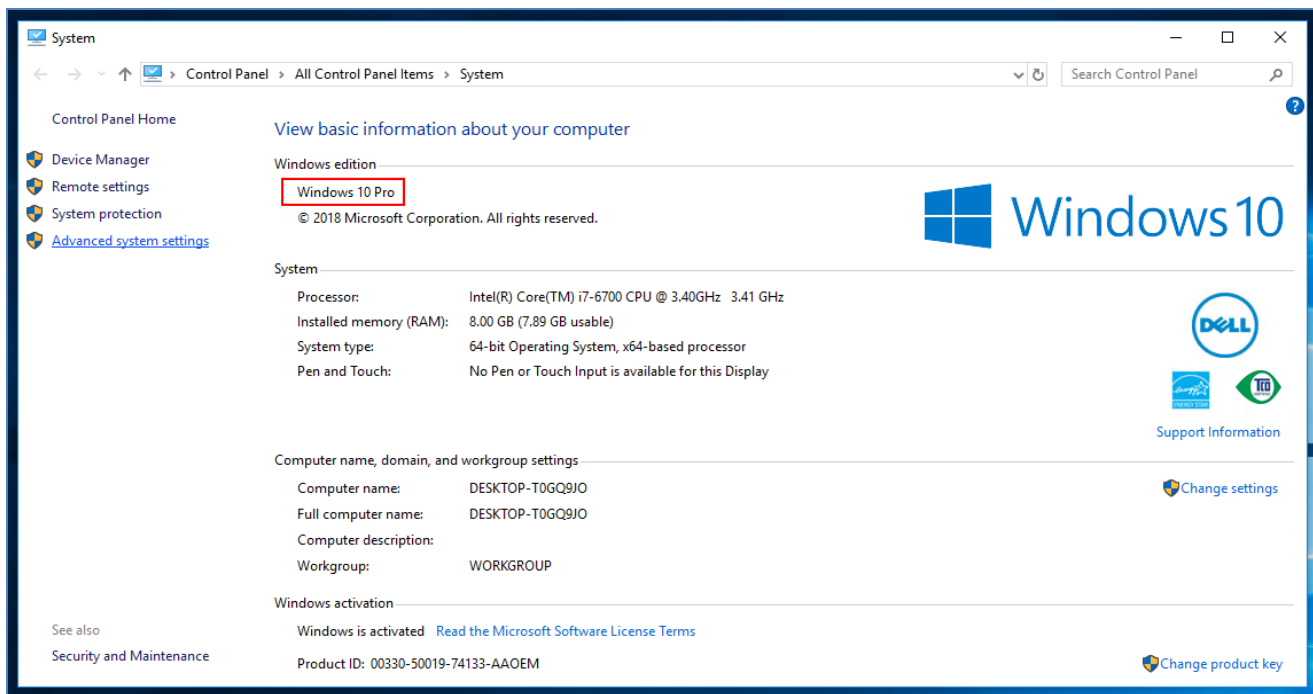 System
Control Panel > All Control Panel Items > System
Search Control Panel
?
Control Panel Home
Device Manager
Remote settings
System protection
Advanced system settings
See also
Security and Maintenance
View basic information about your computer
Windows edition
Windows 10 Pro
© 2018 Microsoft Corporation. All rights reserved.
Windows 10
System
Processor: Intel(R) Core(TM) i7-6700 CPU @ 3.40GHz 3.41 GHz
Installed memory (RAM): 8.00 GB (7.89 GB usable)
System type: 64-bit Operating System, x64-based processor
Pen and Touch: No Pen or Touch Input is available for this Display
DELL
ENERGY STAR
TCO
Support Information
Computer name, domain, and workgroup settings
Computer name: DESKTOP-T0GQ9JO
Change settings
Full computer name: DESKTOP-T0GQ9JO
Computer description:
Workgroup: WORKGROUP
Windows activation
Windows is activated Read the Microsoft Software License Terms
Product ID: 00330-50019-74133-AAOEM
Change product key